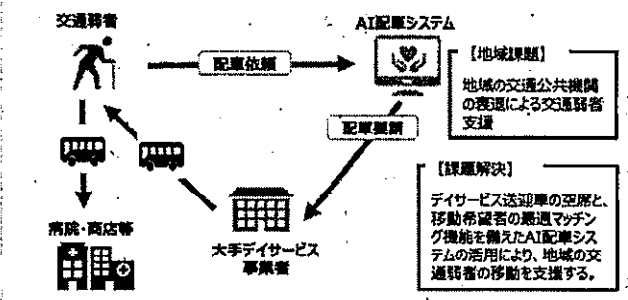 交通弱者
AI配車システム
配車依頼
【地域課題】
地域の交通公共機関
の衰退による交通弱者
支援
配車要請
【課題解決】
デイサービス送迎車の空席と、
移動希望者の最適マッチン
グ機能を備えたAI配車シス
テムの活用により、地域の交
通弱者の移動を支援する。
病院・商店等
大手デイサービス
事業者